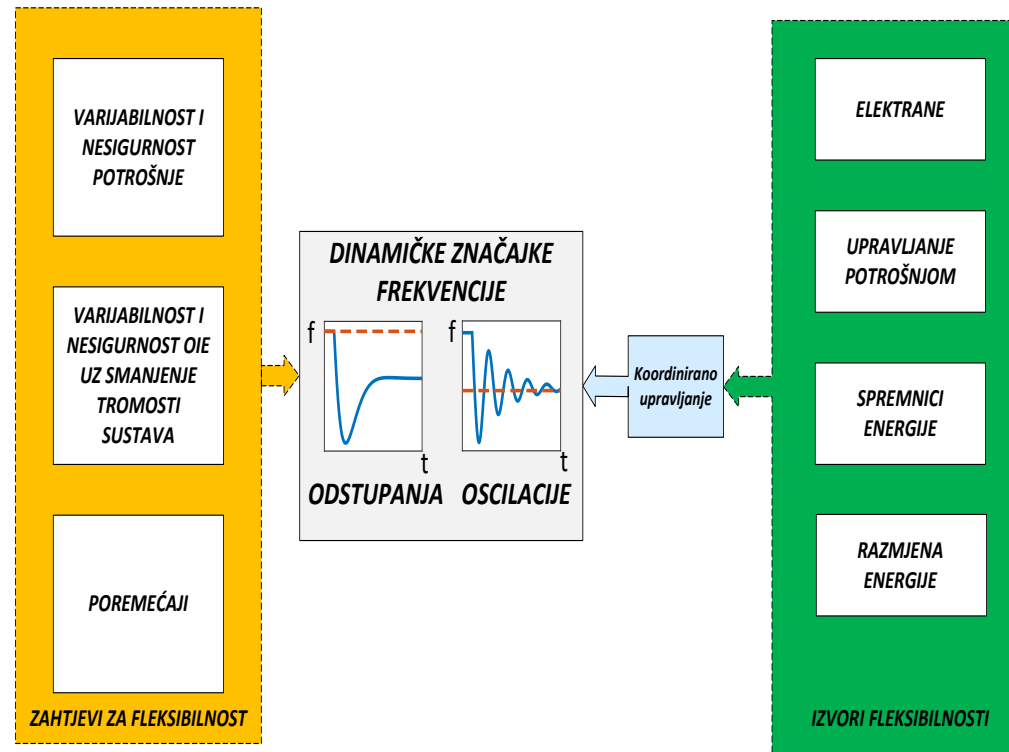 VARIJABILNOST I
NESIGURNOST
POTROŠNJE
VARIJABILNOST I
NESIGURNOST OIE
UZ SMANJENJE
TROMOSTI
SUSTAVA
POREMEĆAJI
ZAHTJEVI ZA FLEKSIBILNOST
DINAMIČKE ZNAČAJKE
FREKVENCIJE
f
t
f
t
ODSTUPANJA
OSCILACIJE
Koordinirano
upravljanje
ELEKTRANE
UPRAVLJANJE
POTROŠNJOM
SPREMNICI
ENERGIJE
RAZMJENA
ENERGIJE
IZVORI FLEKSIBILNOSTI